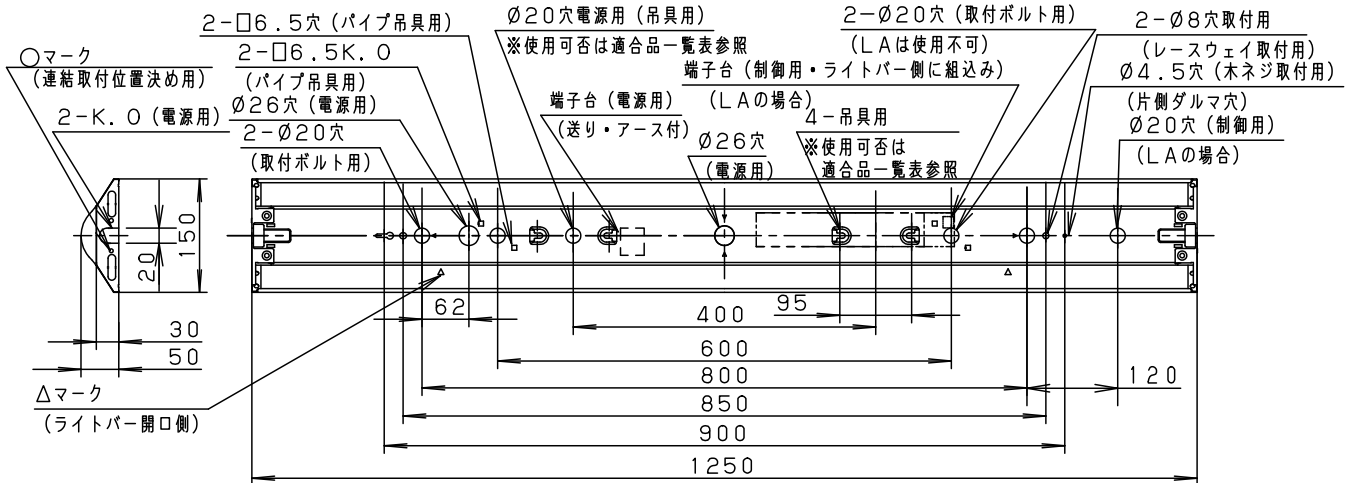 2-□6.5穴 (パイプ吊具用)
Ø20穴電源用 (吊具用)
※使用可否は適合品一覧表参照
2-Ø20穴 (取付ボルト用)
(LAは使用不可)
2-Ø8穴取付用
(レースウェイ取付用)
○マーク
(連結取付位置決め用)
2-□6.5K.O
(パイプ吊具用)
端子台 (制御用・ライトバー側に組込み)
(LAの場合)
Ø4.5穴 (木ネジ取付用)
(片側ダルマ穴)
2-K.O (電源用)
Ø26穴 (電源用)
端子台 (電源用)
(送り・アース付)
4-吊具用
※使用可否は
適合品一覧表参照
Ø20穴 (制御用)
(LAの場合)
2-Ø20穴
(取付ボルト用)
Ø26穴
(電源用)
150
20
30
50
62
400
95
600
800
120
850
900
1250
△マーク
(ライトバー開口側)